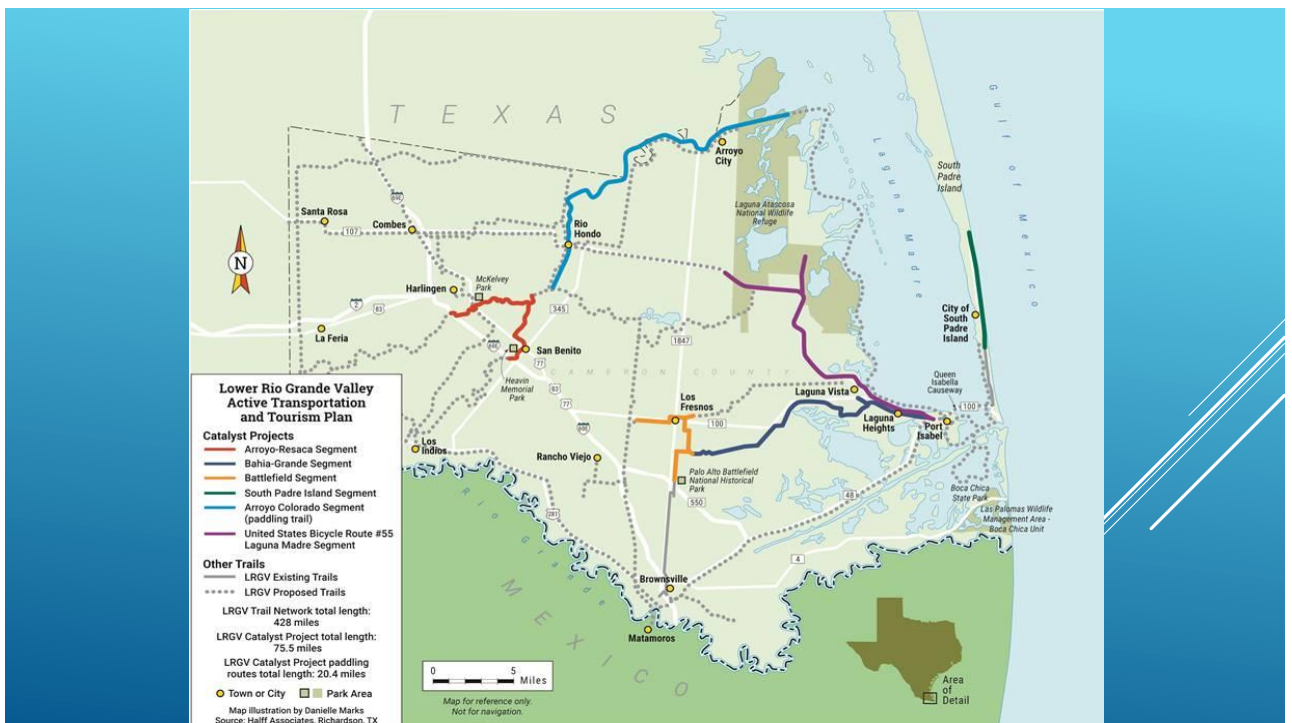 TEXAS
Gulf of Mexico
Laguna Madre
South
Padre
Island
Arroyo
City
Laguna Atascosa
National Wildlife
Refuge
Santa Rosa
107
Combes
69E
Rio
Hondo
N
McKelvey
Park
Harlingen
2
83
345
La Feria
69E
San Benito
77
1847
City of
South
Padre
Island
CAMERON COUNTY
Heavin
Memorial
Park
83
77
Queen
Isabella
Causeway
Laguna Vista
Los
Fresnos
100
100
Laguna
Heights
Port
Isabel
69E
Los
Indios
Rancho Viejo
Palo Alto Battlefield
National Historical
Park
550
48
Boca Chica
State Park
Las Palomas Wildlife
Management Area -
Boca Chica Unit
281
Rio Grande
4
Brownsville
Matamoros
MEXICO
Lower Rio Grande Valley
Active Transportation
and Tourism Plan
Catalyst Projects
Arroyo-Resaca Segment
Bahia-Grande Segment
Battlefield Segment
South Padre Island Segment
Arroyo Colorado Segment
(paddling trail)
United States Bicycle Route #55
Laguna Madre Segment
Other Trails
LRGV Existing Trails
LRGV Proposed Trails
LRGV Trail Network total length:
428 miles
LRGV Catalyst Project total length:
75.5 miles
LRGV Catalyst Project paddling
routes total length: 20.4 miles
Town or City
Park Area
Map illustration by Danielle Marks
Source: Halff Associates, Richardson, TX
0 5 Miles
Map for reference only.
Not for navigation.
Area
of
Detail